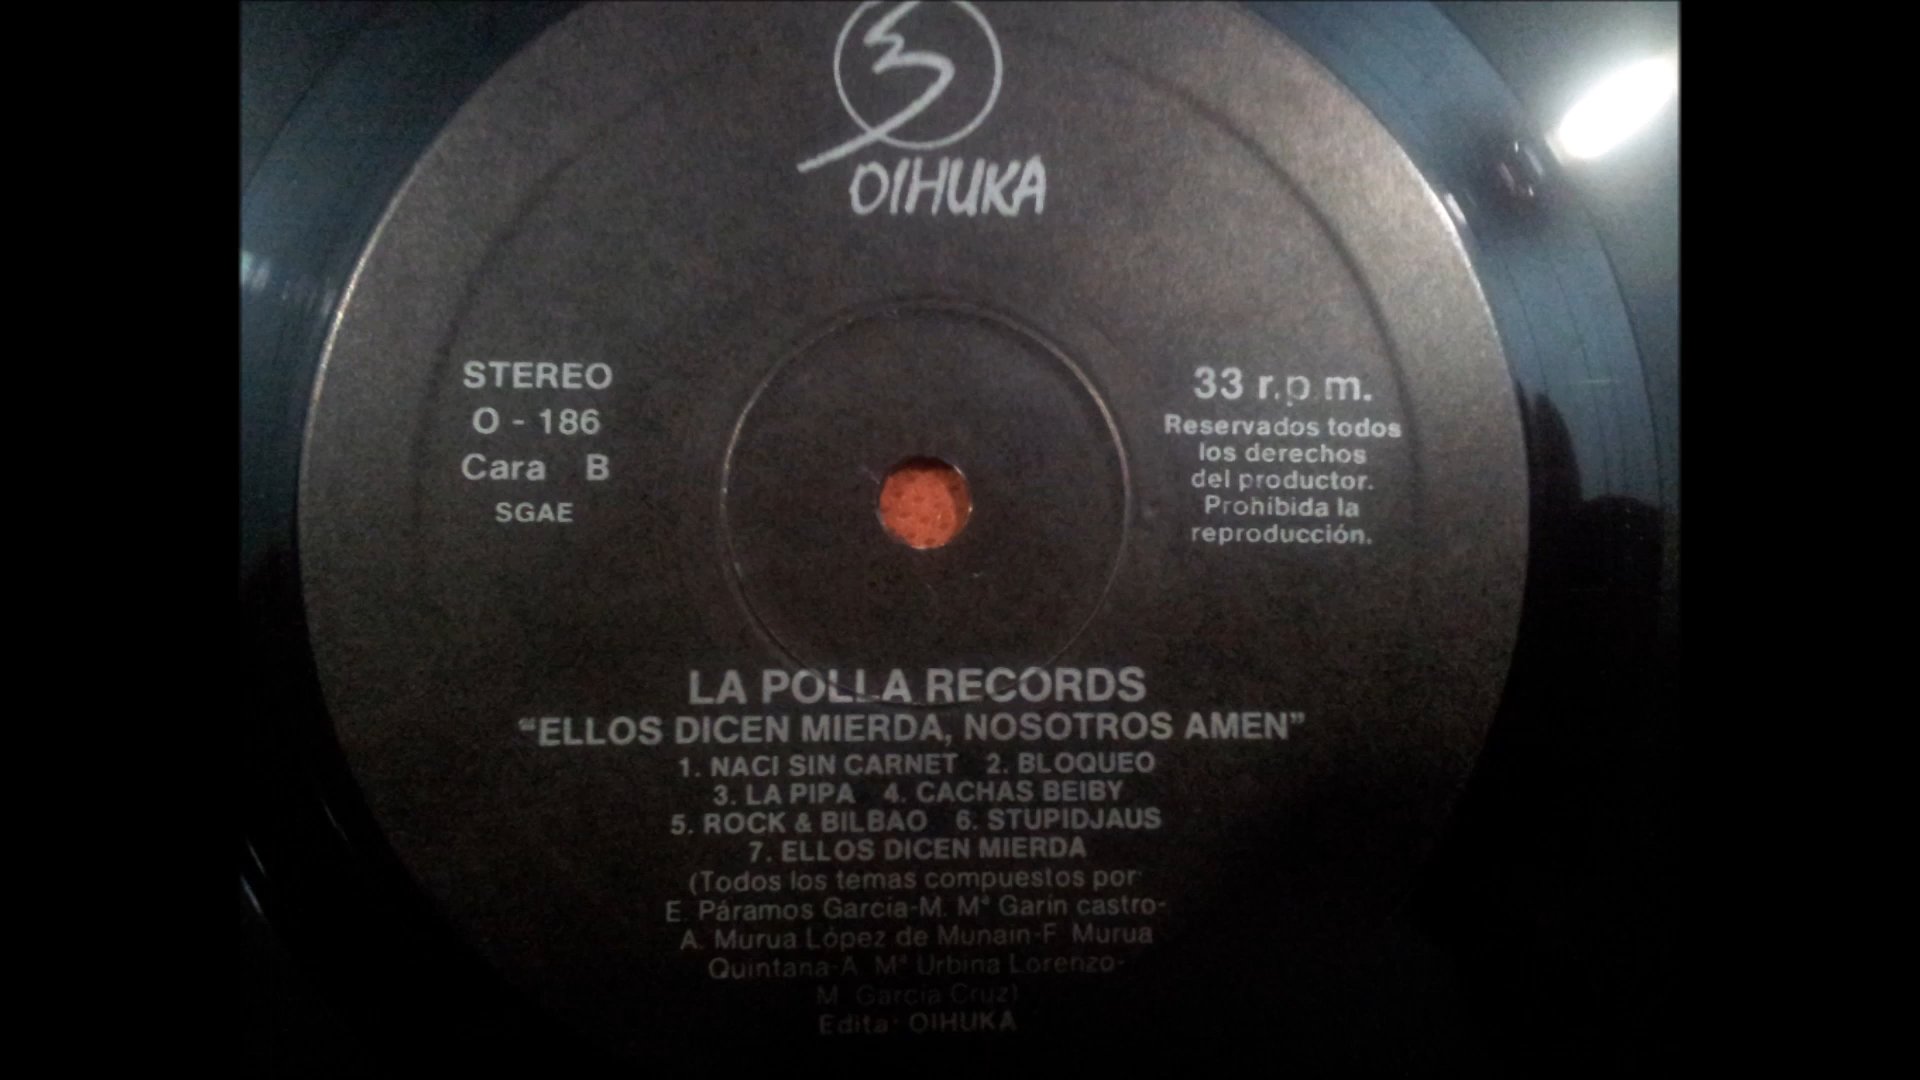 OIHUKA
STEREO
O - 186
Cara B
SGAE
33 r.p.m.
Reservados todos
los derechos
del productor.
Prohibida la
reproducción.
LA POLLA RECORDS
“ELLOS DICEN MIERDA, NOSOTROS AMEN”
1. NACI SIN CARNET 2. BLOQUEO
3. LA PIPA 4. CACHAS BEIBY
5. ROCK & BILBAO 6. STUPIDJAUS
7. ELLOS DICEN MIERDA
(Todos los temas compuestos por
E. Páramos García-M. Mª Garín castro-
A. Murua López de Munain-F. Murua
Quintana-A. Mª Urbina Lorenzo-
M. García Cruz)
Edita: OIHUKA